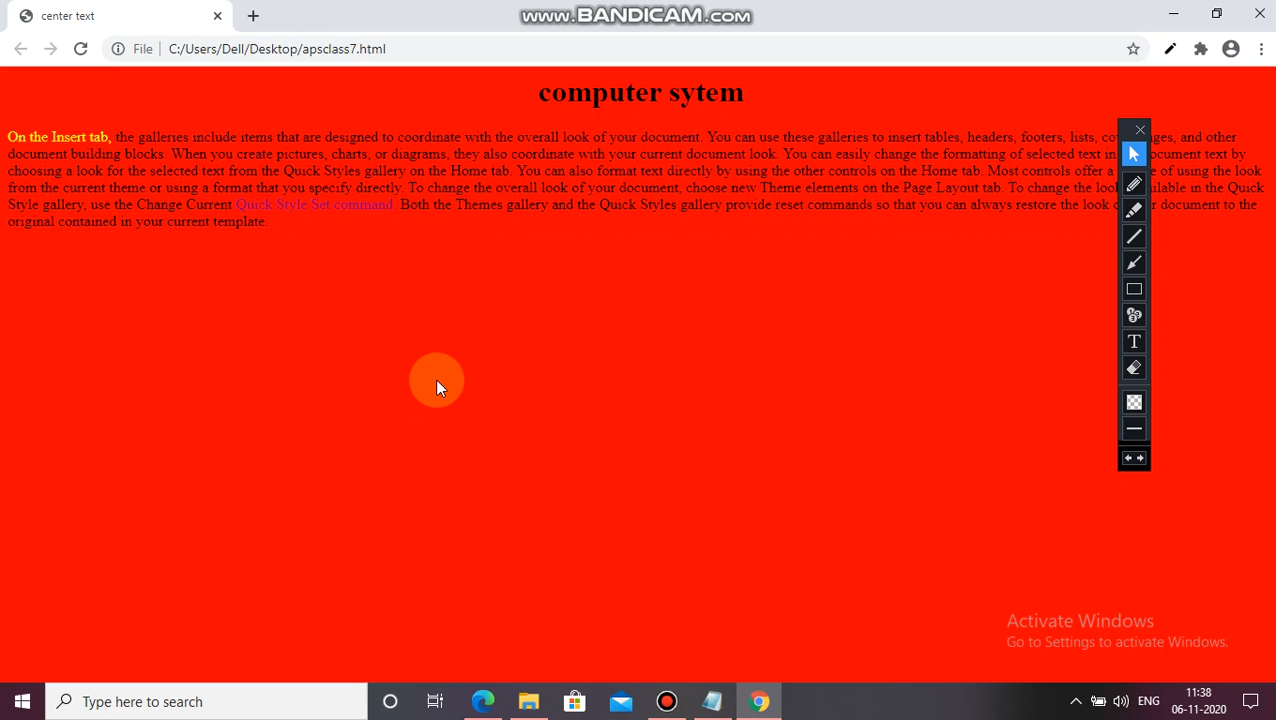 center text
www.BANDICAM.com
File
C:/Users/Dell/Desktop/apsclass7.html
computer sytem
On the Insert tab, the galleries include items that are designed to coordinate with the overall look of your document. You can use these galleries to insert tables, headers, footers, lists, and other
document building blocks. When you create pictures, charts, or diagrams, they also coordinate with your current document look. You can easily change the formatting of selected text in document text by
choosing a look for the selected text from the Quick Styles gallery on the Home tab. You can also format text directly by using the other controls on the Home tab. Most controls offer a of using the look
from the current theme or using a format that you specify directly. To change the overall look of your document, choose new Theme elements on the Page Layout tab. To change the in the Quick
Style gallery, use the Change Current Quick Style Set command. Both the Themes gallery and the Quick Styles gallery provide reset commands so that you can always restore the look document to the
original contained in your current template.
T
Activate Windows
Go to Settings to activate Windows.
Type here to search
ENG
11:38
06-11-2020